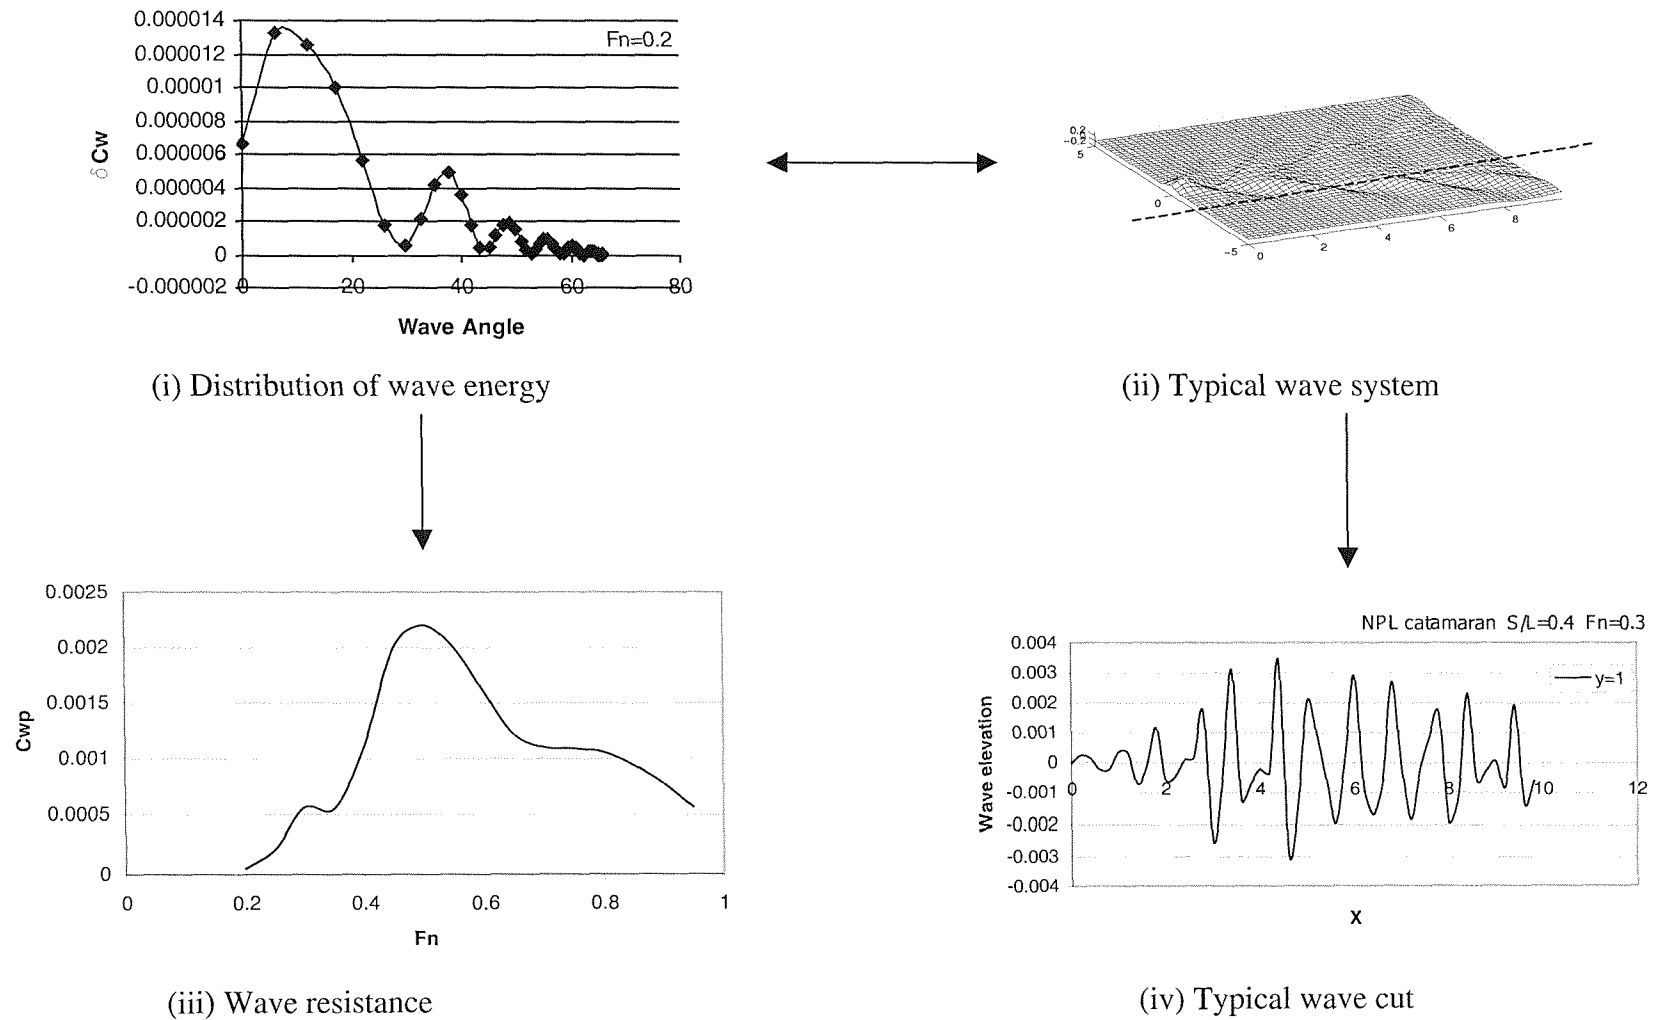 0.000014
Fn=0.2
0.000012
0.00001
0.000008
0.000006
0.000004
0.000002
0
-0.000002
0 20 40 60 80
δ Cw
Wave Angle
(i) Distribution of wave energy
0.2
-0.2
5
0
-5
0 2 4 6 8
(ii) Typical wave system
0.0025
0.002
0.0015
0.001
0.0005
0
0 0.2 0.4 0.6 0.8 1
Cwp
Fn
(iii) Wave resistance
NPL catamaran S/L=0.4 Fn=0.3
0.004
0.003
0.002
0.001
0
-0.001
-0.002
-0.003
-0.004
y=1
0 2 4 6 8 10 12
Wave elevation
X
(iv) Typical wave cut